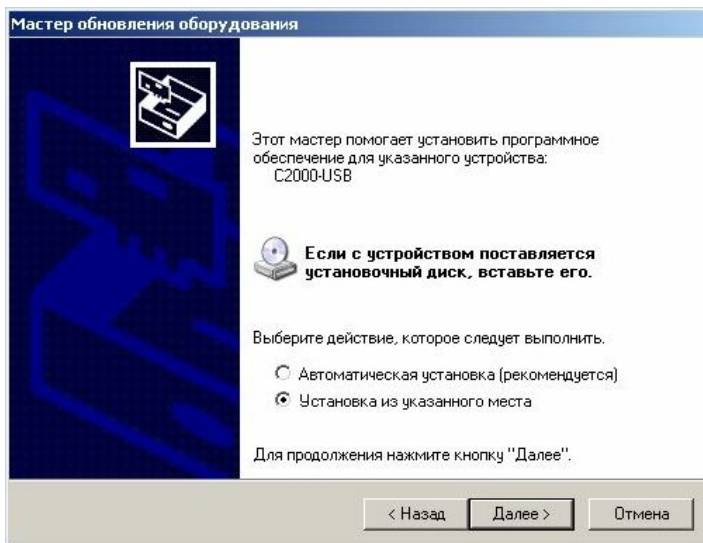 Мастер обновления оборудования
Этот мастер помогает установить программное
обеспечение для указанного устройства:
C2000-USB
Если с устройством поставляется
установочный диск, вставьте его.
Выберите действие, которое следует выполнить.
Автоматическая установка (рекомендуется)
Установка из указанного места
Для продолжения нажмите кнопку "Далее".
< Назад
Далее >
Отмена